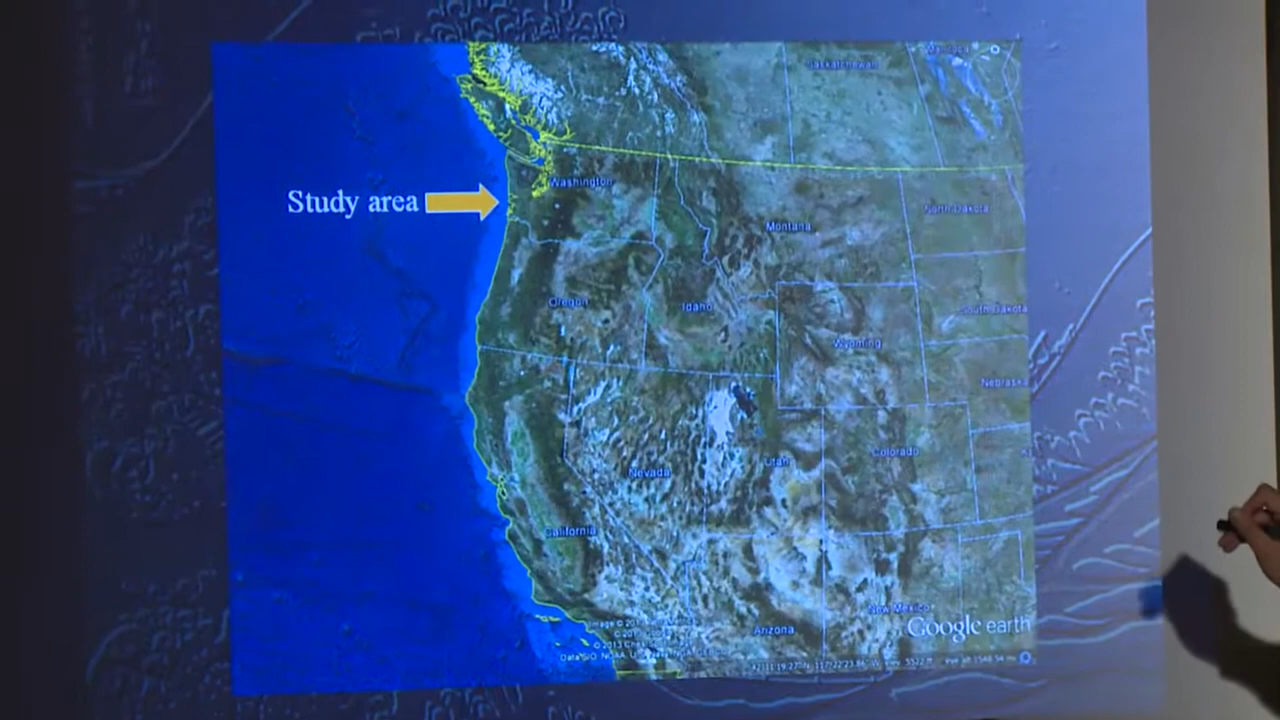 Manitoba
Saskatchewan
Washington
Study area
North Dakota
Montana
Oregon
Idaho
South Dakota
Wyoming
Nebraska
Colorado
Utah
Nevada
California
New Mexico
Google earth
Arizona